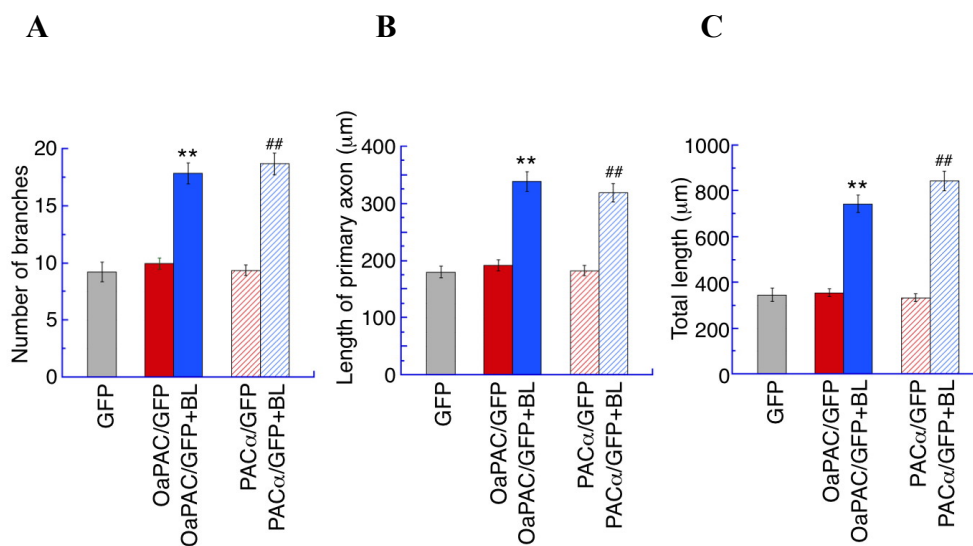 A
B
C
Number of branches
20
15
10
5
0
**
##
GFP
OaPAC/GFP
OaPAC/GFP+BL
PACα/GFP
PACα/GFP+BL
Length of primary axon (μm)
400
300
200
100
0
**
##
GFP
OaPAC/GFP
OaPAC/GFP+BL
PACα/GFP
PACα/GFP+BL
Total length (μm)
1000
800
600
400
200
0
**
##
GFP
OaPAC/GFP
OaPAC/GFP+BL
PACα/GFP
PACα/GFP+BL